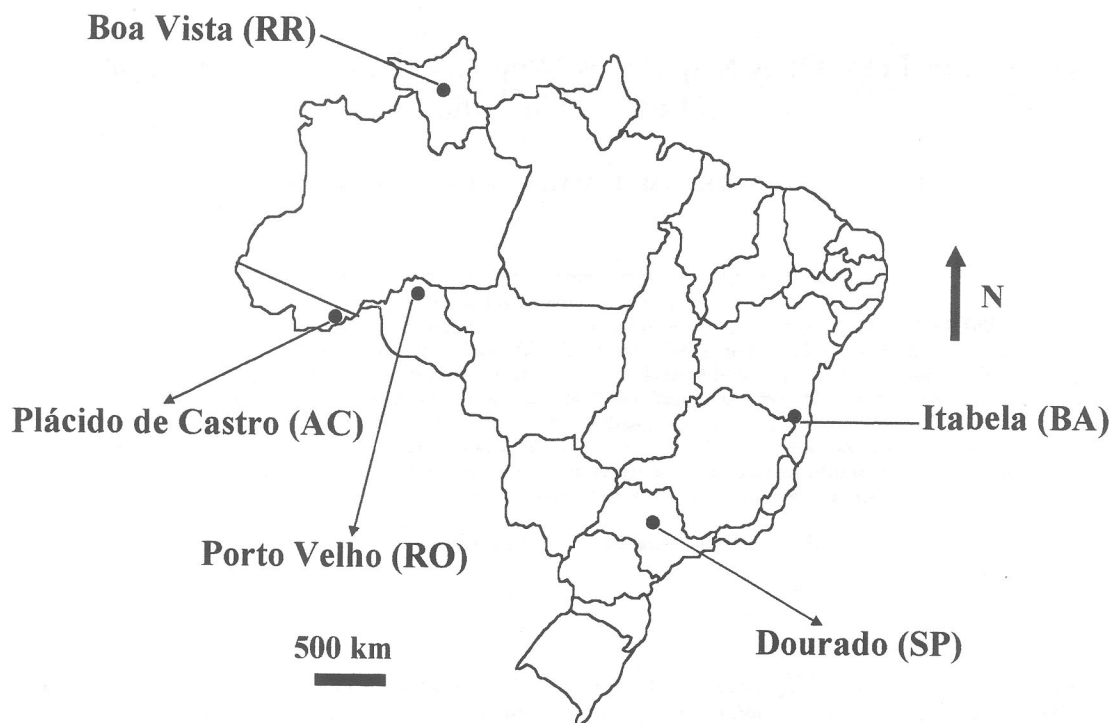 Boa Vista (RR)
N
Plácido de Castro (AC)
Itabela (BA)
Porto Velho (RO)
Dourado (SP)
500 km